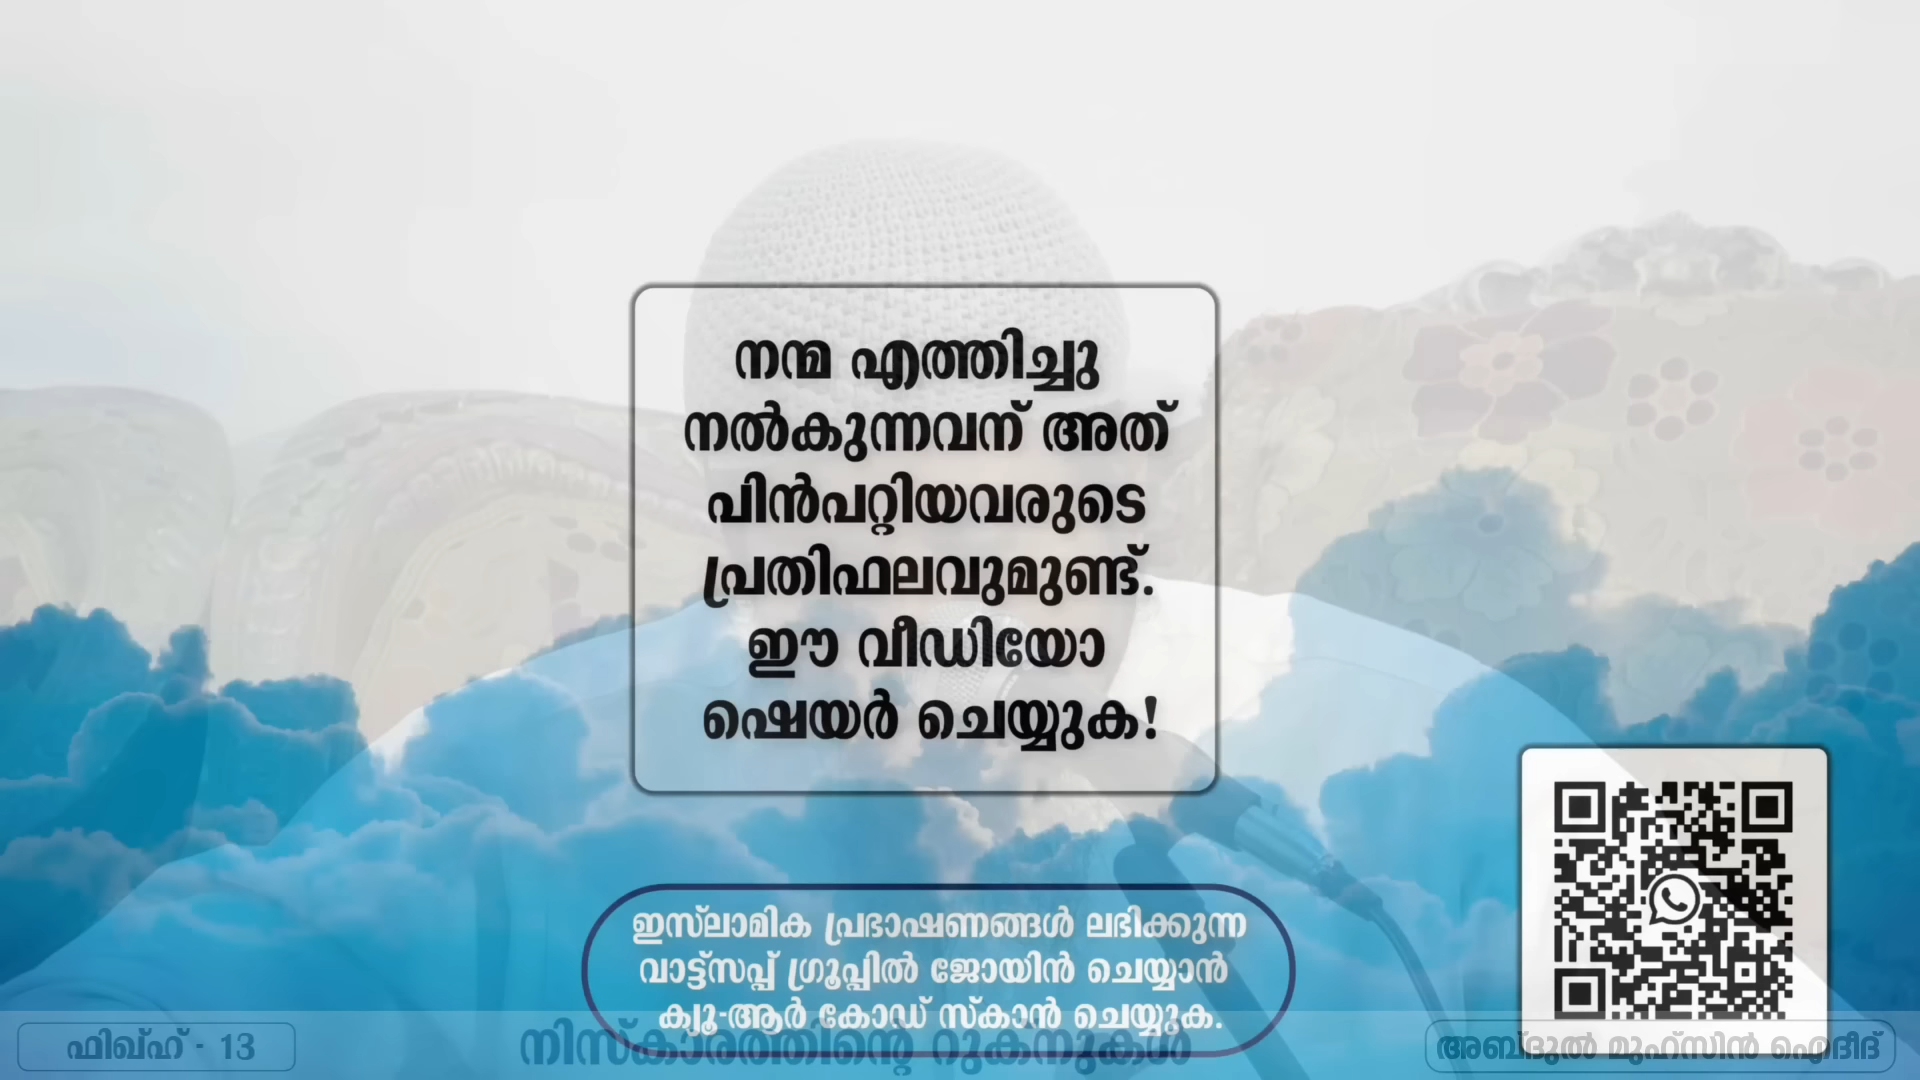 നന്മ എത്തിച്ചു
നൽകുന്നവന് അത്
പിൻപറ്റിയവരുടെ
പ്രതിഫലവുമുണ്ട്.
ഈ വീഡിയോ
ഷെയർ ചെയ്യുക!
ഇസ്‌ലാമിക പ്രഭാഷണങ്ങൾ ലഭിക്കുന്ന
വാട്ട്സപ്പ് ഗ്രൂപ്പിൽ ജോയിൻ ചെയ്യാൻ
ക്യൂ-ആർ കോഡ് സ്കാൻ ചെയ്യുക.
ഫിഖ്ഹ് - 13
നിസ്കാരത്തിന്റെ റുക്നുകൾ
അബ്ദുൽ മുഹ്സിൻ ഐദീദ്